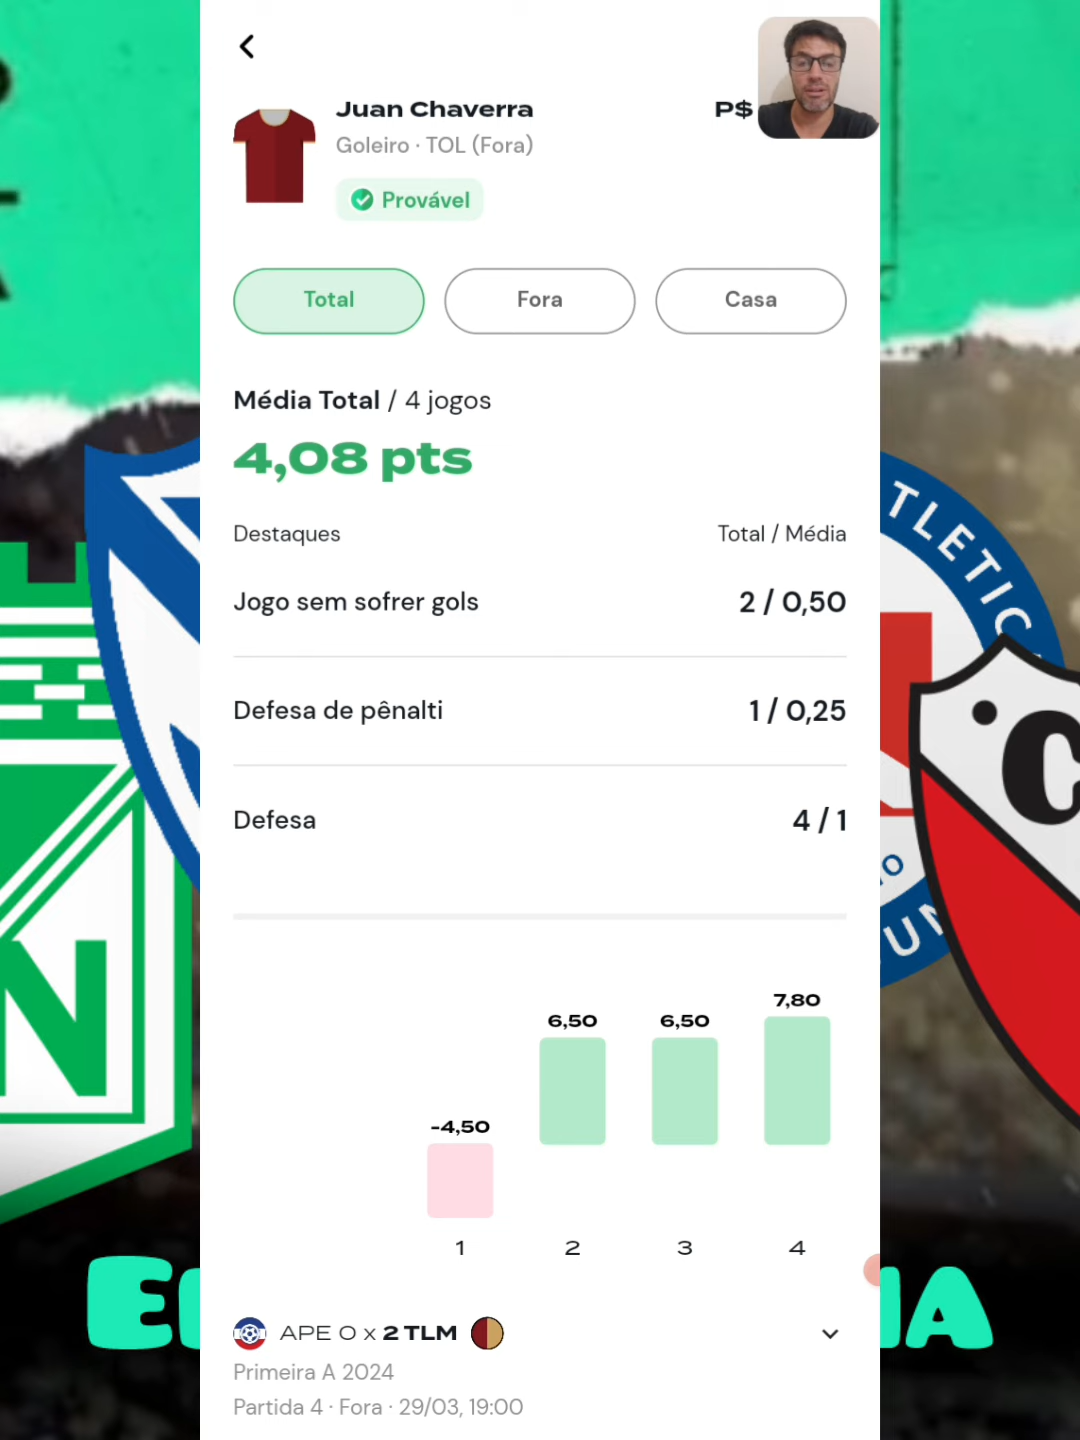 Juan Chaverra
P$
Goleiro · TOL (Fora)
Provável
Total
Fora
Casa
Média Total / 4 jogos
4,08 pts
Destaques
Total / Média
Jogo sem sofrer gols
2 / 0,50
Defesa de pênalti
1 / 0,25
Defesa
4 / 1
-4,50
6,50
6,50
7,80
1
2
3
4
APE 0 x 2 TLM
Primeira A 2024
Partida 4 · Fora · 29/03, 19:00
TLETIC
C
N
UN
IA